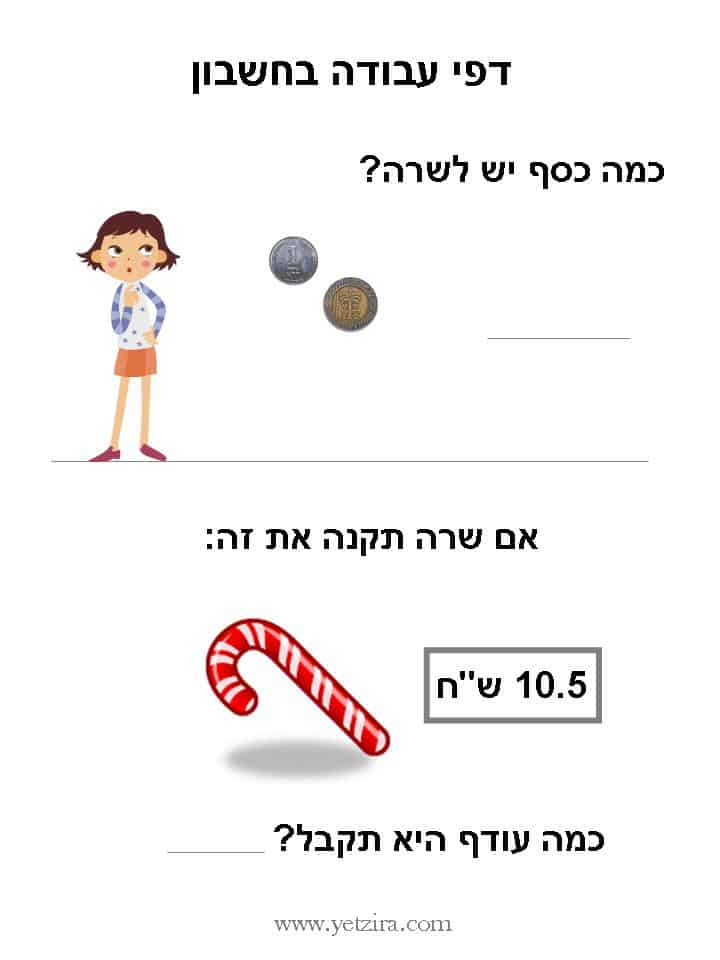 דפי עבודה בחשבון
כמה כסף יש לשרה?
1
אם שרה תקנה את זה:
10.5 ש"ח
כמה עודף היא תקבל?
www.yetzira.com